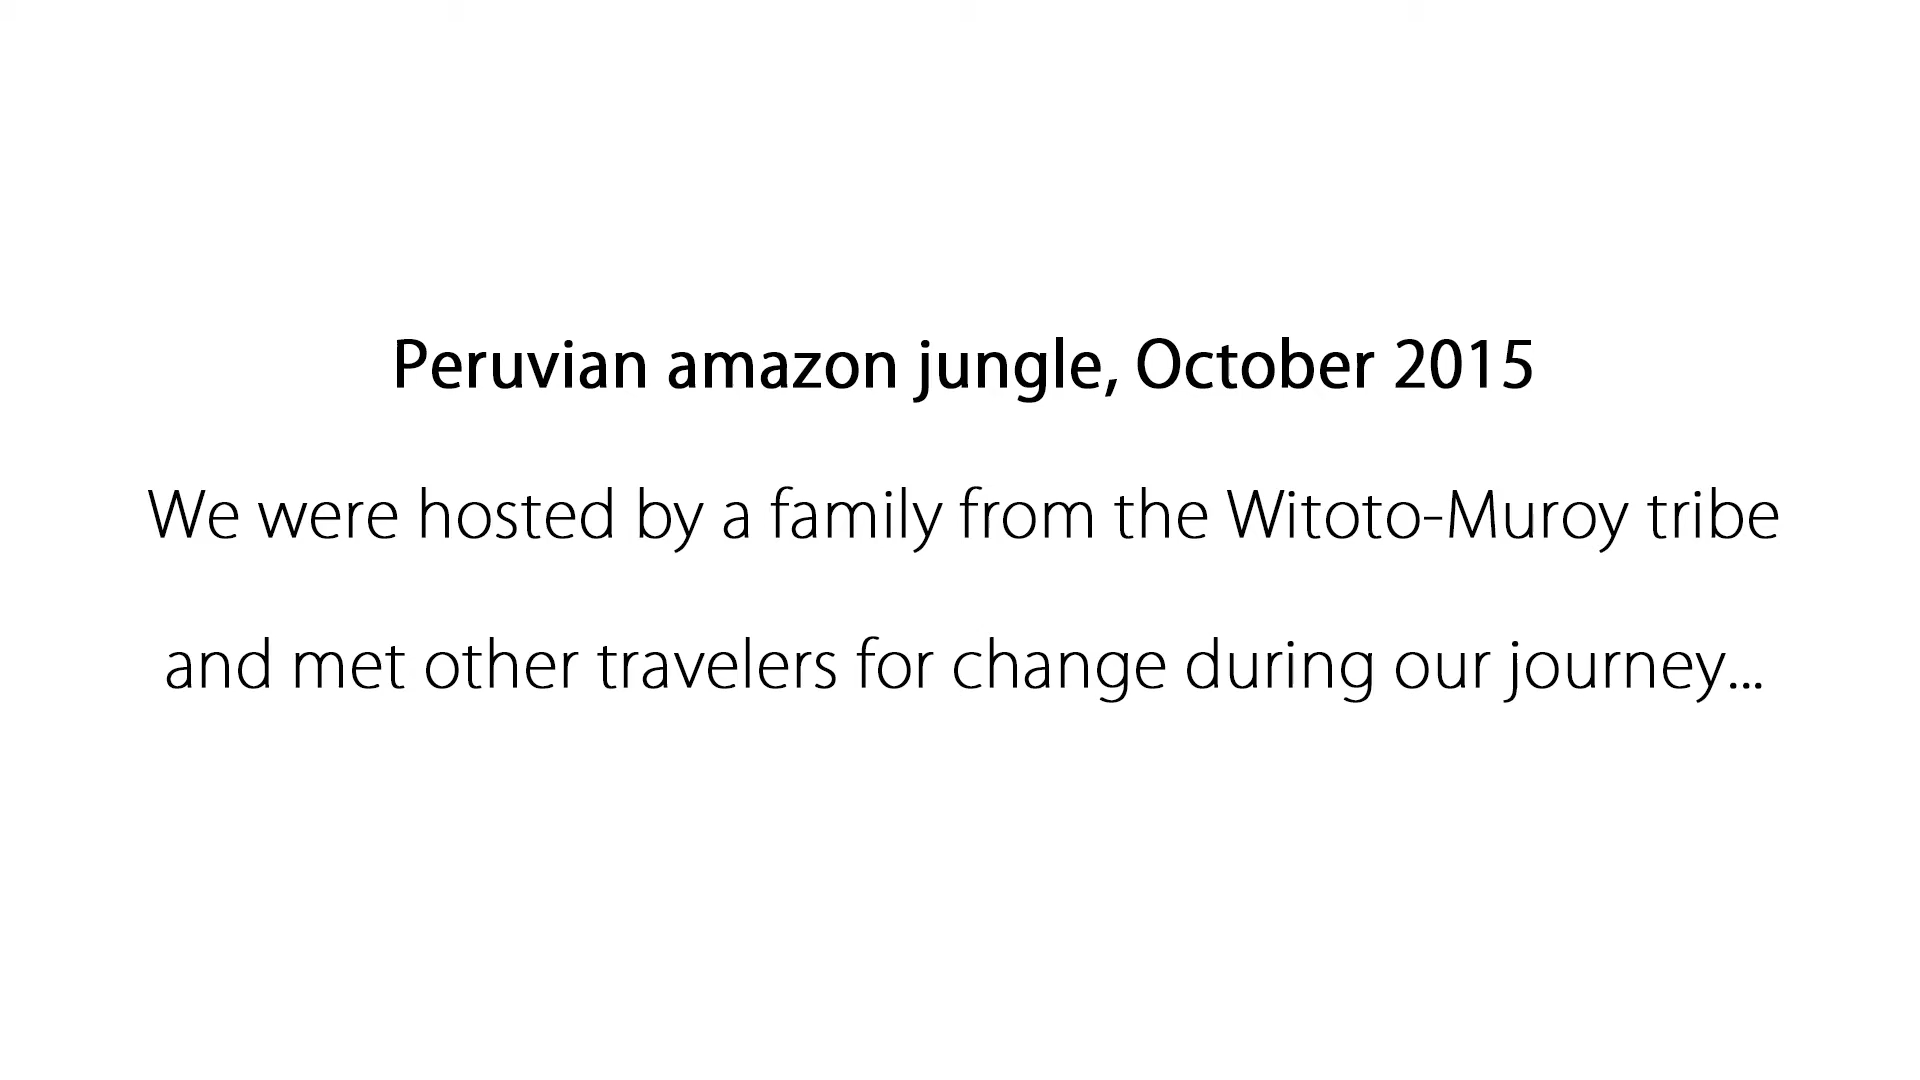 Peruvian amazon jungle, October 2015
We were hosted by a family from the Witoto-Muroy tribe
and met other travelers for change during our journey...